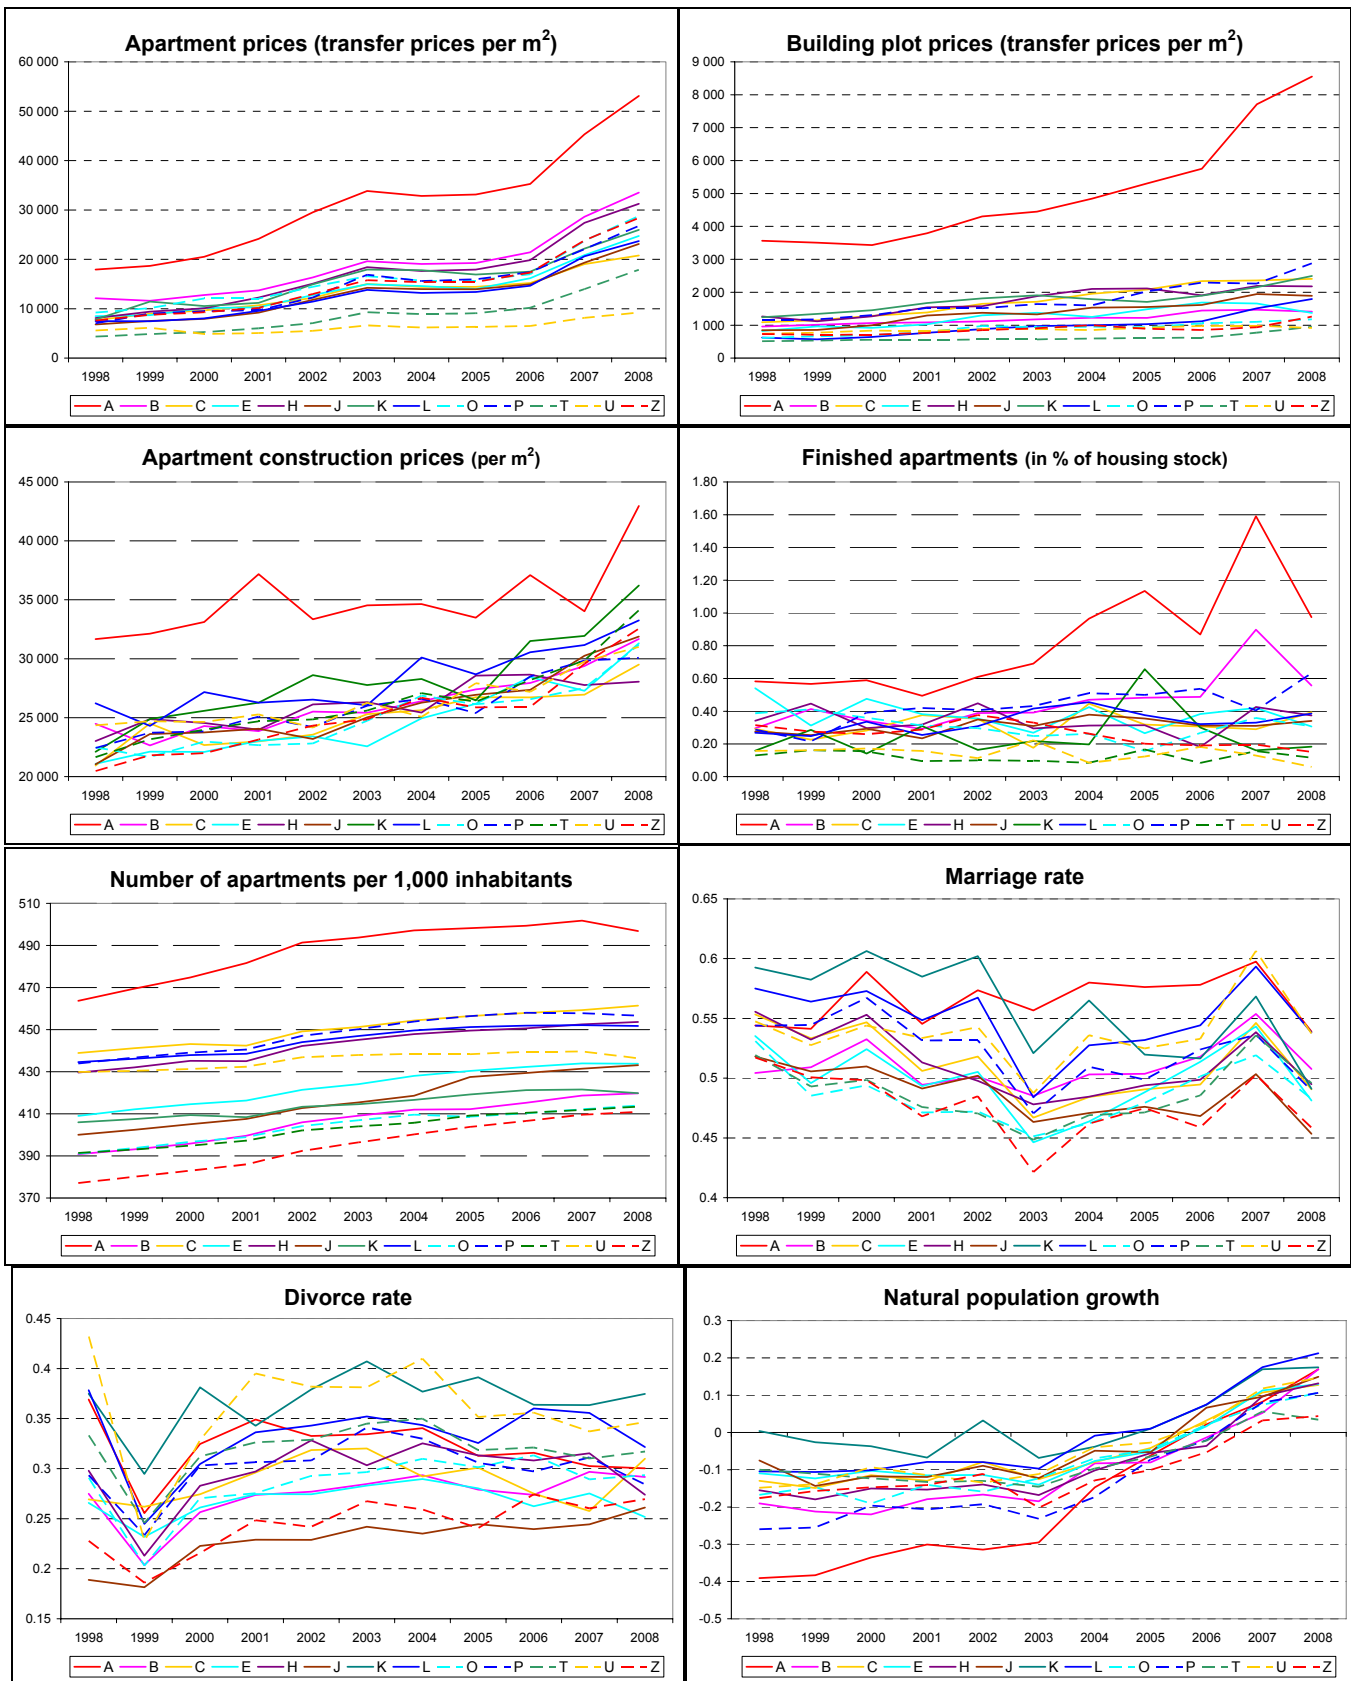 Apartment prices (transfer prices per m2)
60 000
50 000
40 000
30 000
20 000
10 000
0
1998 1999 2000 2001 2002 2003 2004 2005 2006 2007 2008
A B C E H J K L O P T U Z
Building plot prices (transfer prices per m2)
9 000
8 000
7 000
6 000
5 000
4 000
3 000
2 000
1 000
0
1998 1999 2000 2001 2002 2003 2004 2005 2006 2007 2008
A B C E H J K L O P T U Z
Apartment construction prices (per m2)
45 000
40 000
35 000
30 000
25 000
20 000
1998 1999 2000 2001 2002 2003 2004 2005 2006 2007 2008
A B C E H J K L O P T U Z
Finished apartments (in % of housing stock)
1.80
1.60
1.40
1.20
1.00
0.80
0.60
0.40
0.20
0.00
1998 1999 2000 2001 2002 2003 2004 2005 2006 2007 2008
A B C E H J K L O P T U Z
Number of apartments per 1,000 inhabitants
510
490
470
450
430
410
390
370
1998 1999 2000 2001 2002 2003 2004 2005 2006 2007 2008
A B C E H J K L O P T U Z
Marriage rate
0.65
0.6
0.55
0.5
0.45
0.4
1998 1999 2000 2001 2002 2003 2004 2005 2006 2007 2008
A B C E H J K L O P T U Z
Divorce rate
0.45
0.4
0.35
0.3
0.25
0.2
0.15
1998 1999 2000 2001 2002 2003 2004 2005 2006 2007 2008
A B C E H J K L O P T U Z
Natural population growth
0.3
0.2
0.1
0
-0.1
-0.2
-0.3
-0.4
-0.5
1998 1999 2000 2001 2002 2003 2004 2005 2006 2007 2008
A B C E H J K L O P T U Z